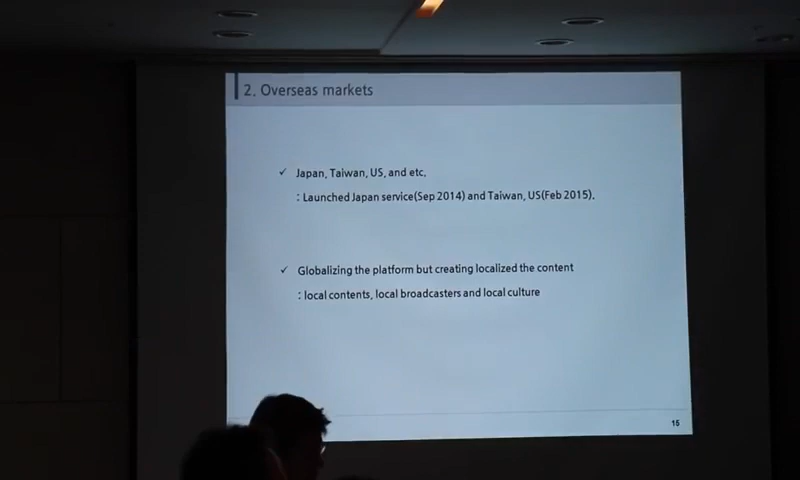 2. Overseas markets
✓ Japan, Taiwan, US, and etc.
: Launched Japan service(Sep 2014) and Taiwan, US(Feb 2015).
✓ Globalizing the platform but creating localized the content
: local contents, local broadcasters and local culture
15